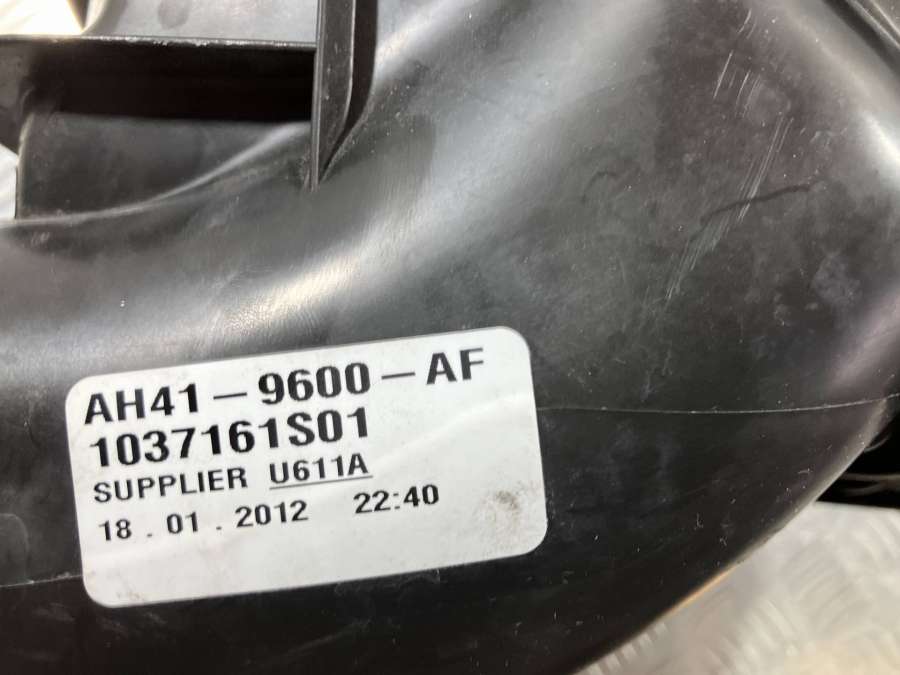 AH41-9600-AF
1037161S01
SUPPLIER U611A
18.01.2012 22:40